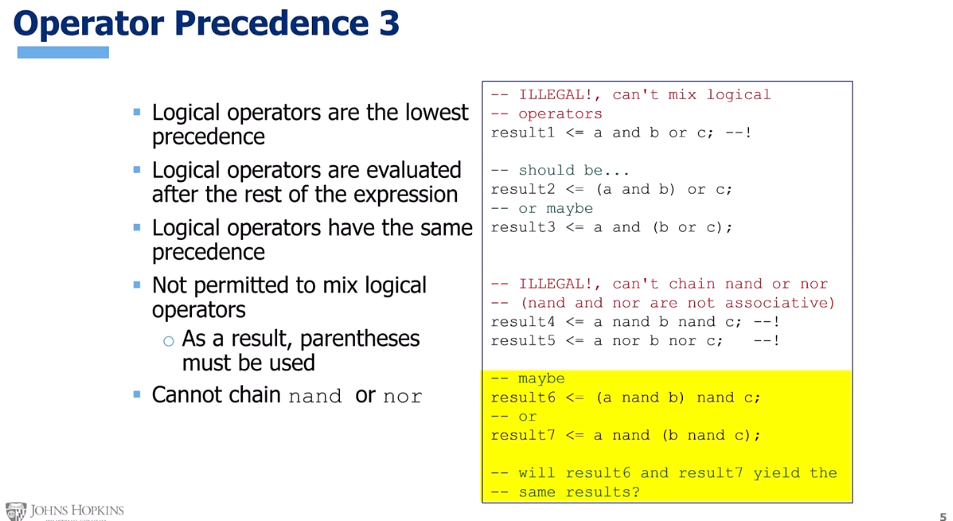 Operator Precedence 3
Logical operators are the lowest
precedence
Logical operators are evaluated
after the rest of the expression
Logical operators have the same
precedence
Not permitted to mix logical
operators
As a result, parentheses
must be used
Cannot chain nand or nor
-- ILLEGAL!, can't mix logical
-- operators
result1 <= a and b or c; --!
-- should be...
result2 <= (a and b) or c;
-- or maybe
result3 <= a and (b or c);
-- ILLEGAL!, can't chain nand or nor
-- (nand and nor are not associative)
result4 <= a nand b nand c; --!
result5 <= a nor b nor c; --!
-- maybe
result6 <= (a nand b) nand c;
-- or
result7 <= a nand (b nand c);
-- will result6 and result7 yield the
-- same results?
JOHNS HOPKINS
5